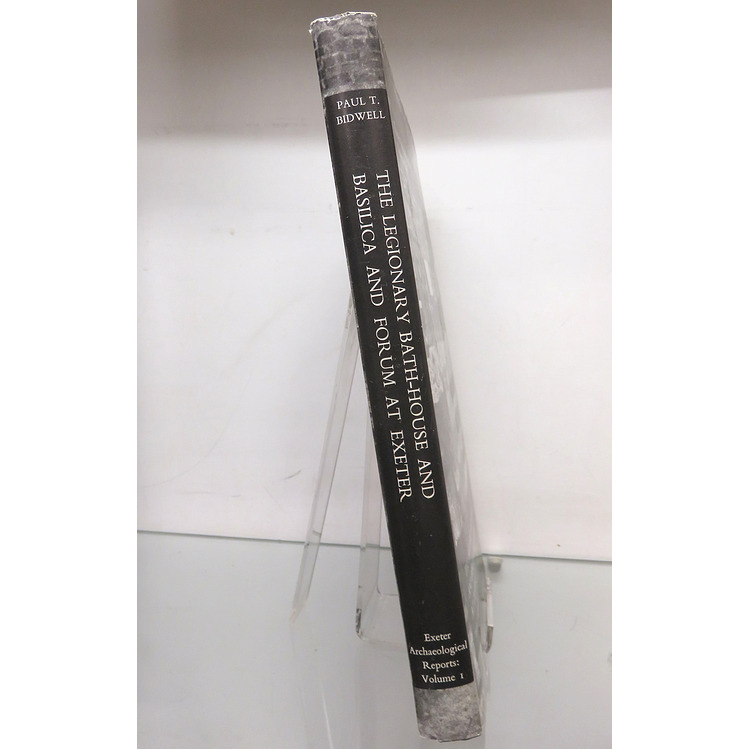 PAUL T.
BIDWELL
THE LEGIONARY BATH-HOUSE AND
BASILICA AND FORUM AT EXETER
Exeter
Archaeological
Reports:
Volume 1